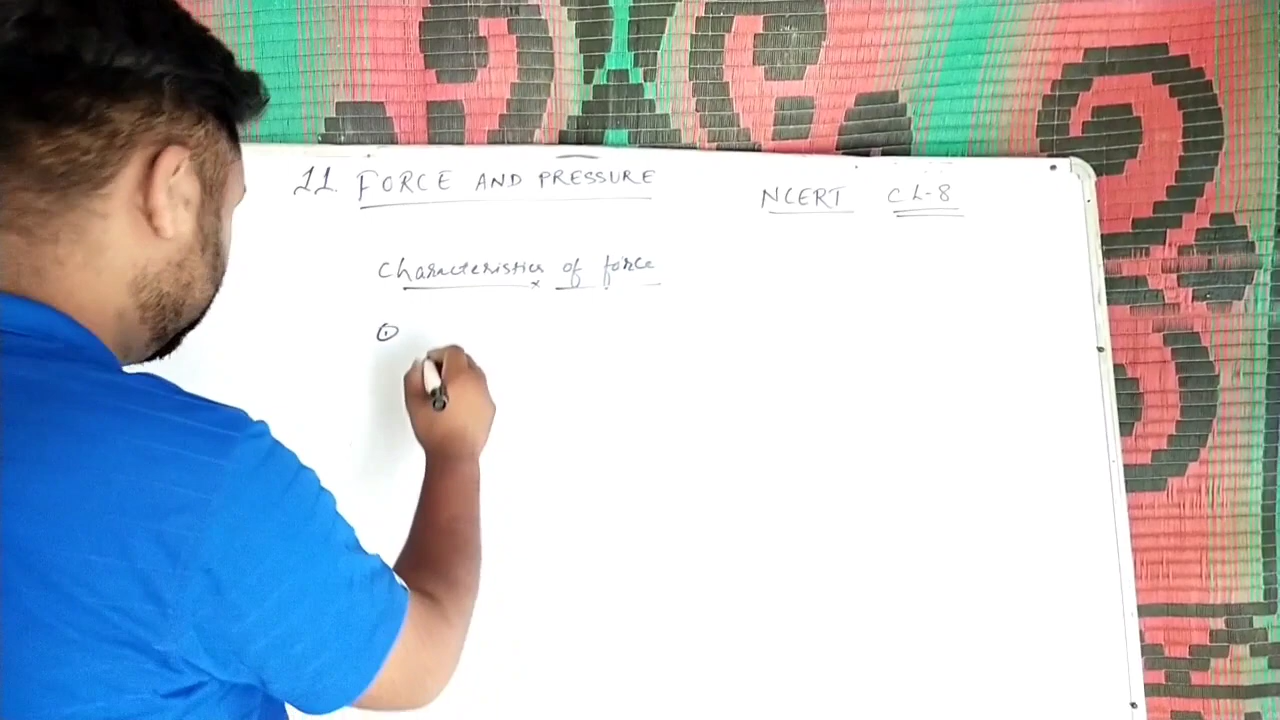 11. FORCE AND PRESSURE
NCERT CL-8
Characteristics of force
①